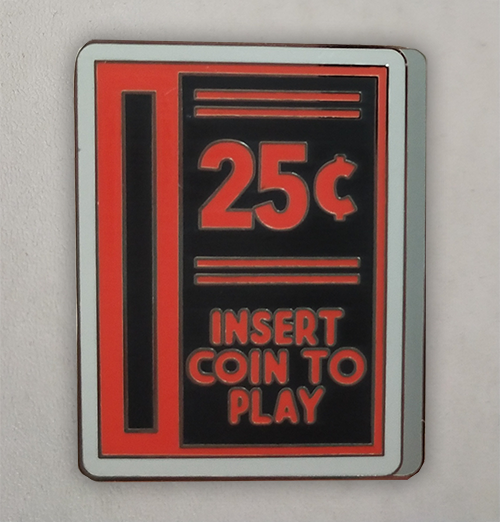 25¢
INSERT
COIN TO
PLAY